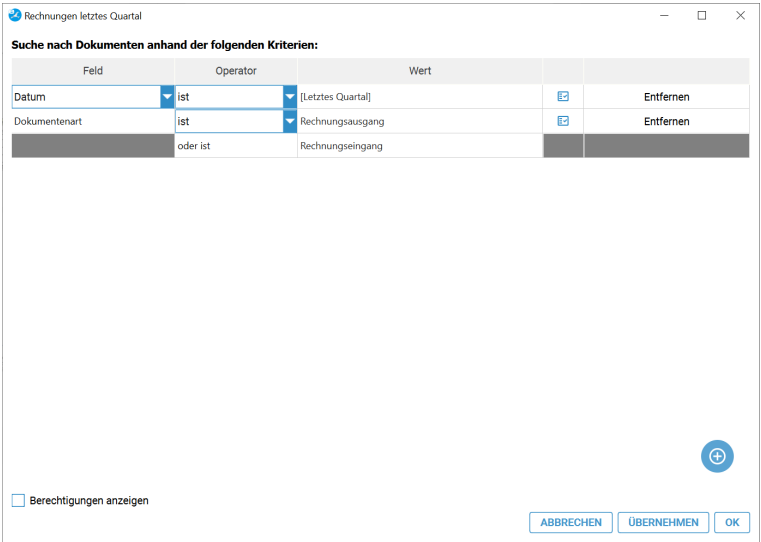 Rechnungen letztes Quartal
Suche nach Dokumenten anhand der folgenden Kriterien:
Feld Operator Wert
Datum ist [Letztes Quartal] Entfernen
Dokumentenart ist Rechnungsausgang Entfernen
oder ist Rechnungseingang
Berechtigungen anzeigen
ABBRECHEN ÜBERNEHMEN OK